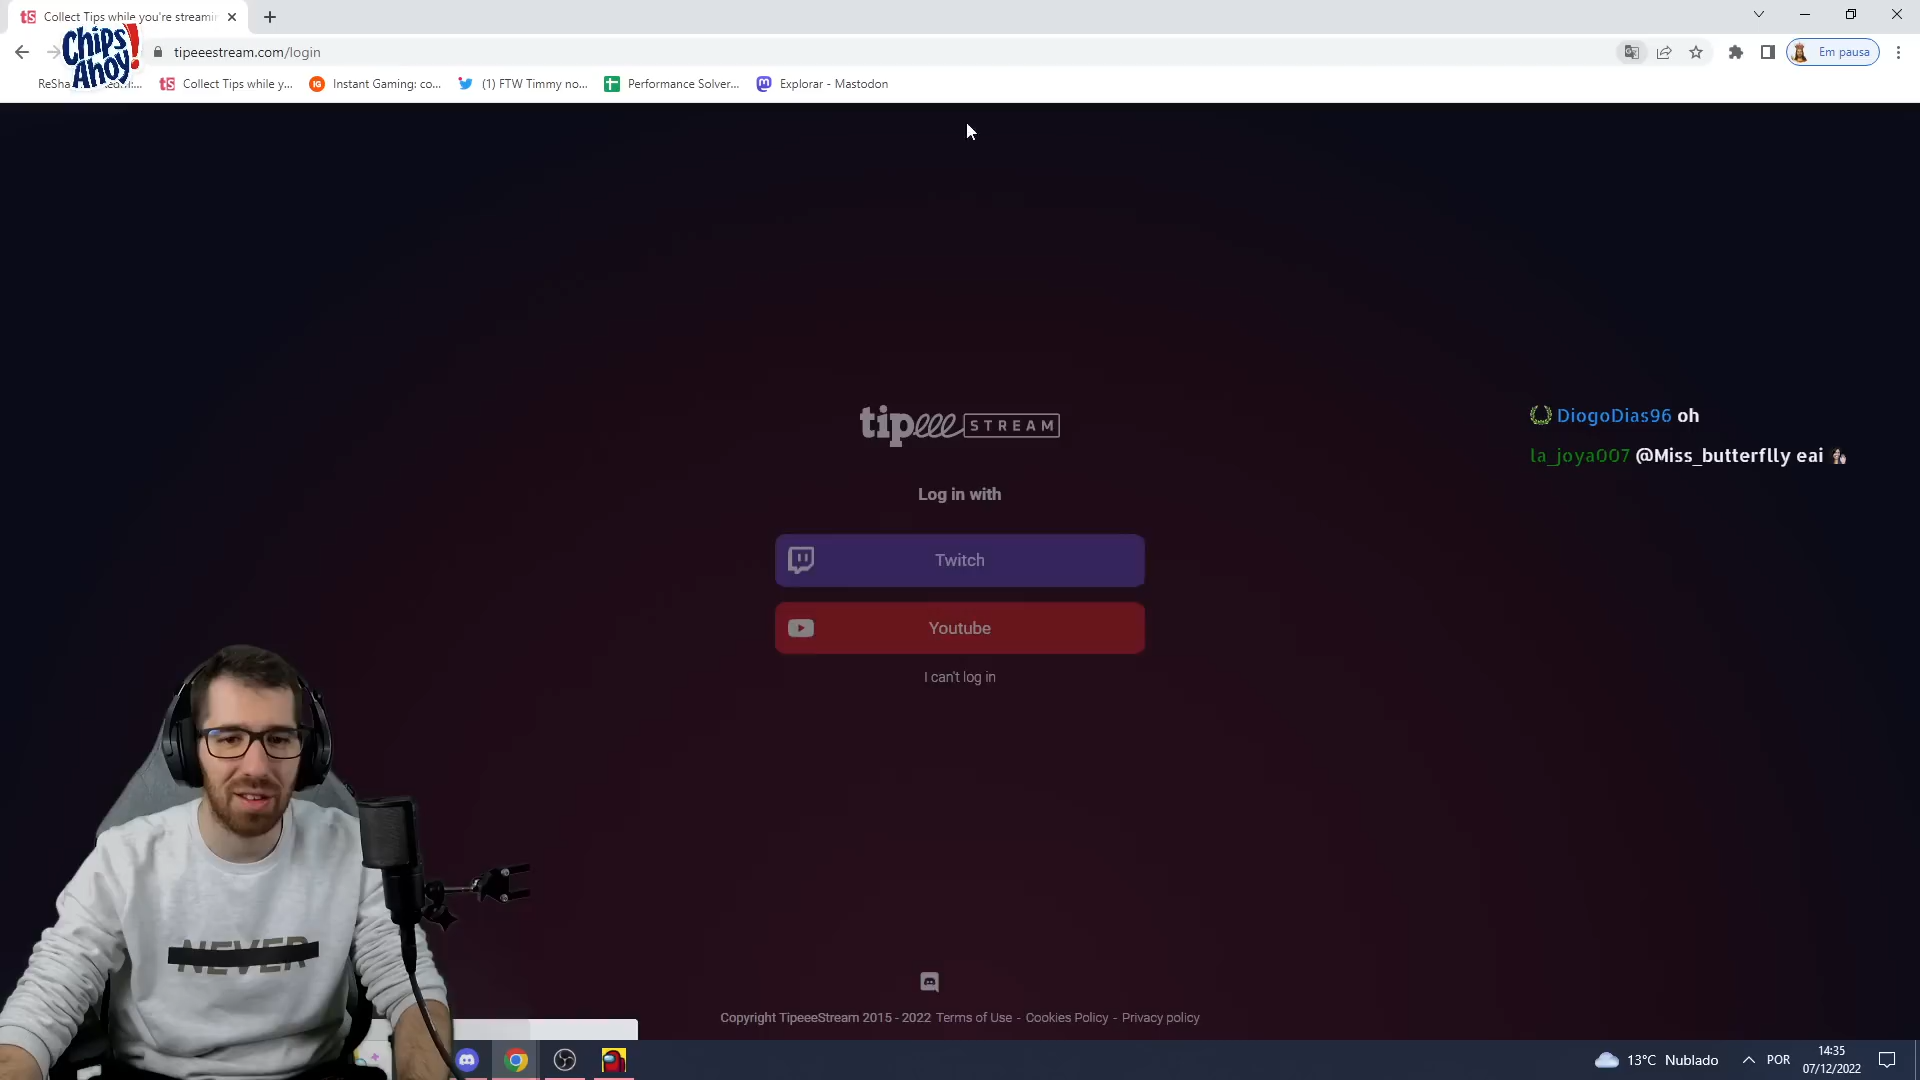 Collect Tips while you're streamin
Chips Ahoy!
tipeeestream.com/login
Em pausa
ReSha
Collect Tips while y...
Instant Gaming: co...
(1) FTW Timmy no...
Performance Solver...
Explorar - Mastodon
tipeee STREAM
DiogoDias96 oh
la_joya007 @Miss_butterflly eai
Log in with
Twitch
Youtube
I can't log in
NEVER
Copyright TipeeeStream 2015 - 2022 Terms of Use - Cookies Policy - Privacy policy
13°C Nublado
POR
14:35
07/12/2022